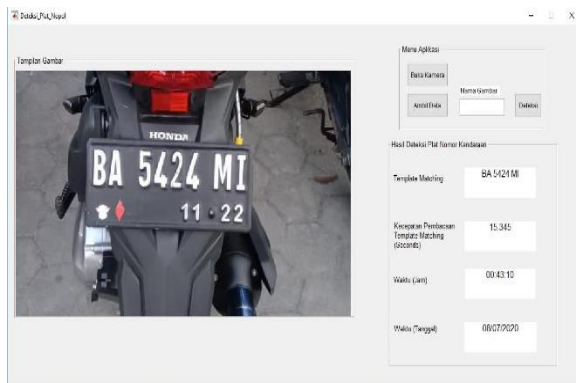 Deteksi_Plat_Nopol
Tampilan Gambar
HONDA
BA 5424 MI
11 · 22
Menu Aplikasi
Buka Kamera
Nama Gambar
Ambil Data
Deteksi
Hasil Deteksi Plat Nomor Kendaraan
Template Matching
BA 5424 MI
Kecepatan Pembacaan
Template Matching
(Seconds)
15.345
Waktu (Jam)
00:43:10
Waktu (Tanggal)
08/07/2020